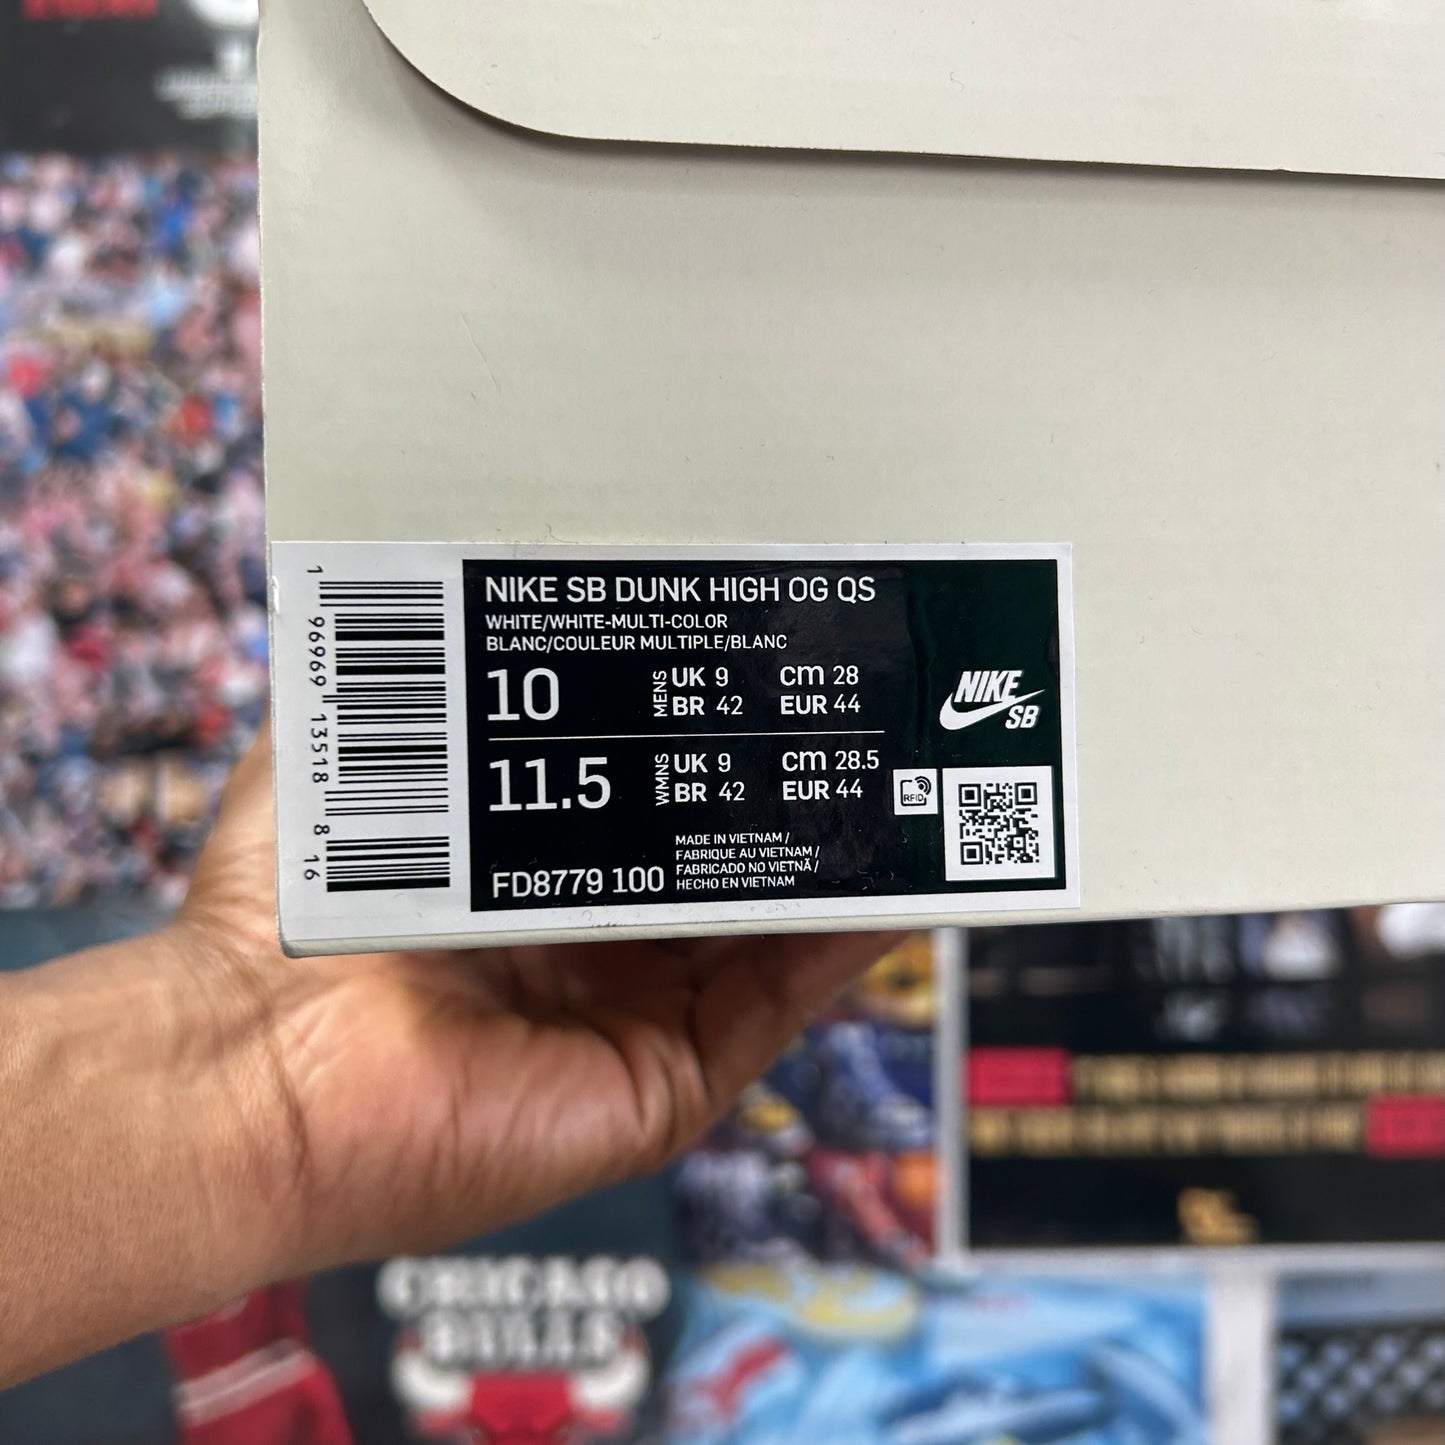 NIKE SB DUNK HIGH OG QS
WHITE/WHITE-MULTI-COLOR
BLANC/COULEUR MULTIPLE/BLANC
10 MENS UK 9 cm 28
BR 42 EUR 44
11.5 WMNS UK 9 cm 28.5
BR 42 EUR 44
FD8779 100
MADE IN VIETNAM /
FABRIQUE AU VIETNAM /
FABRICADO NO VIETNÃ /
HECHO EN VIETNAM
NIKE
SB
RFID
1 96969 13518 8 16
CHICAGO
BULLS